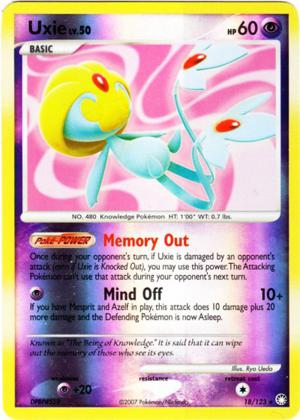 Uxie LV.50 HP 60
BASIC
NO. 480 Knowledge Pokémon HT: 1'00" WT: 0.7 lbs.
Poké-POWER Memory Out
Once during your opponent's turn, if Uxie is damaged by an opponent's
attack (even if Uxie is Knocked Out), you may use this power. The Attacking
Pokémon can't use that attack during your opponent's next turn.
Mind Off 10+
If you have Mesprit and Azelf in play, this attack does 10 damage plus 20
more damage and the Defending Pokémon is now Asleep.
Known as "The Being of Knowledge." It is said that it can wipe
out the memory of those who see its eyes.
Illus. Ryo Ueda
weakness resistance retreat cost
+20
©2007 Pokémon/Nintendo 18/123